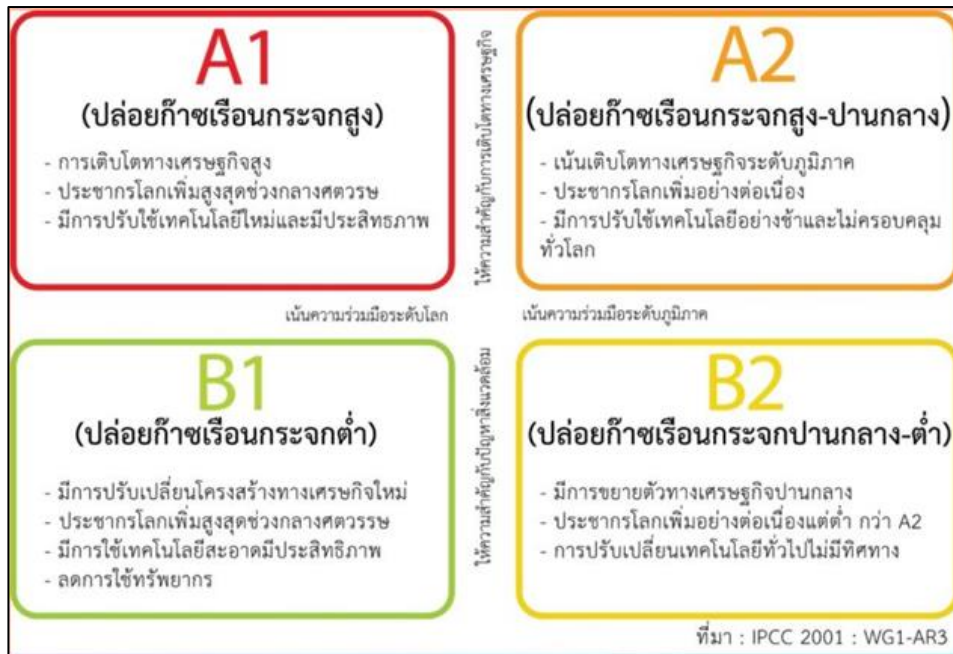 A1
(ปล่อยก๊าซเรือนกระจกสูง)
- การเติบโตทางเศรษฐกิจสูง
- ประชากรโลกเพิ่มสูงสุดช่วงกลางศตวรรษ
- มีการปรับใช้เทคโนโลยีใหม่และมีประสิทธภาพ
ให้ความสำคัญกับการเติบโตทางเศรษฐกิจ
A2
(ปล่อยก๊าซเรือนกระจกสูง-ปานกลาง)
- เน้นเติบโตทางเศรษฐกิจระดับภูมิภาค
- ประชากรโลกเพิ่มอย่างต่อเนื่อง
- มีการปรับใช้เทคโนโลยีอย่างช้าและไม่ครอบคลุม
ทั่วโลก
เน้นความร่วมมือระดับโลก
เน้นความร่วมมือระดับภูมิภาค
B1
(ปล่อยก๊าซเรือนกระจกต่ำ)
- มีการปรับเปลี่ยนโครงสร้างทางเศรษกิจใหม่
- ประชากรโลกเพิ่มสูงสุดช่วงกลางศตวรรษ
- มีการใช้เทคโนโลยีสะอาดมีประสิทธิภาพ
- ลดการใช้ทรัพยากร
ให้ความสำคัญกับปัญหาสิ่งแวดล้อม
B2
(ปล่อยก๊าซเรือนกระจกปานกลาง-ต่ำ)
- มีการขยายตัวทางเศรษฐกิจปานกลาง
- ประชากรโลกเพิ่มอย่างต่อเนื่องแต่ต่ำ กว่า A2
- การปรับเปลี่ยนเทคโนโลยีทั่วไปไม่มีทิศทาง
ที่มา : IPCC 2001 : WG1-AR3